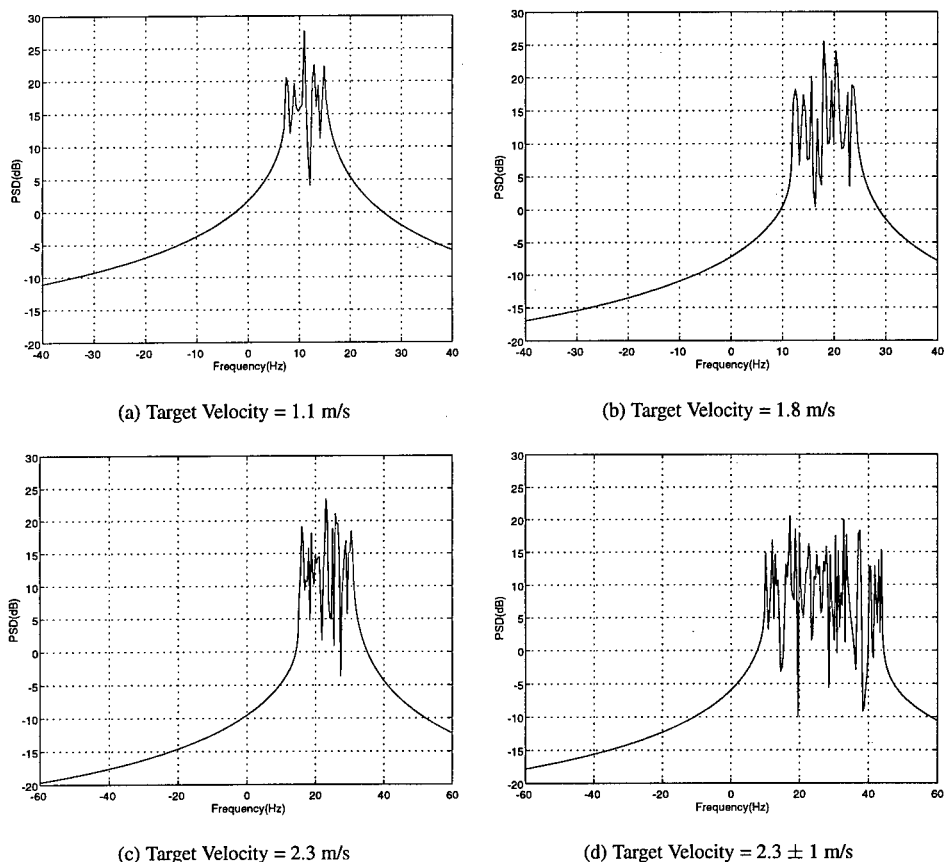 30
25
20
15
10
5
0
-5
-10
-15
-20
PSD(dB)
-40 -30 -20 -10 0 10 20 30 40
Frequency(Hz)
(a) Target Velocity = 1.1 m/s
30
25
20
15
10
5
0
-5
-10
-15
-20
PSD(dB)
-40 -30 -20 -10 0 10 20 30 40
Frequency(Hz)
(b) Target Velocity = 1.8 m/s
30
25
20
15
10
5
0
-5
-10
-15
-20
PSD(dB)
-60 -40 -20 0 20 40 60
Frequency(Hz)
(c) Target Velocity = 2.3 m/s
30
25
20
15
10
5
0
-5
-10
-15
-20
PSD(dB)
-60 -40 -20 0 20 40 60
Frequency(Hz)
(d) Target Velocity = 2.3 ± 1 m/s